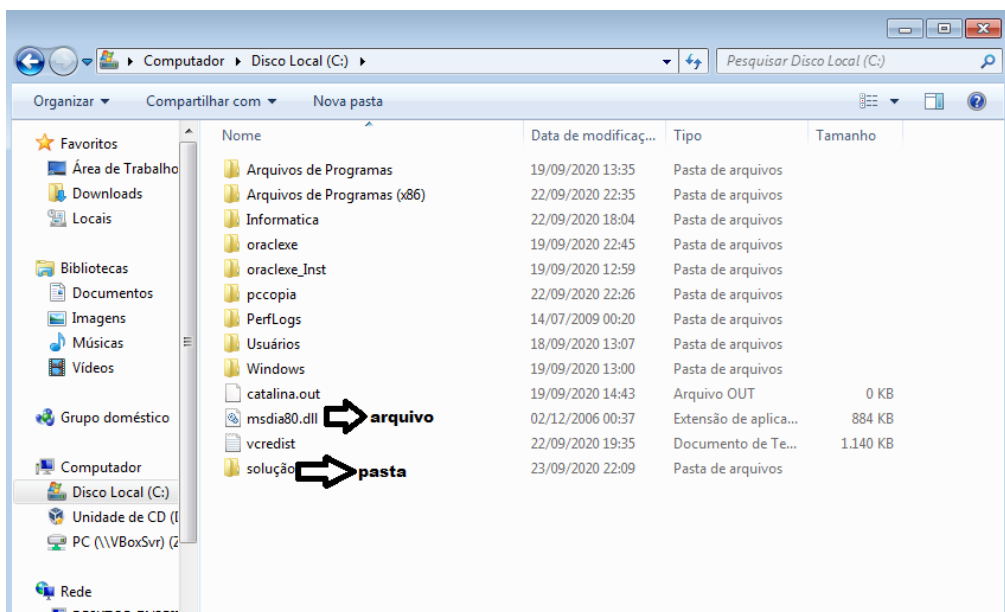 Computador ▸ Disco Local (C:) ▸
Pesquisar Disco Local (C:)
Organizar
Compartilhar com
Nova pasta
Favoritos
Área de Trabalho
Downloads
Locais
Bibliotecas
Documentos
Imagens
Músicas
Vídeos
Grupo doméstico
Computador
Disco Local (C:)
Unidade de CD (
PC (\\VBoxSvr) (
Rede
Nome Data de modificaç... Tipo Tamanho
Arquivos de Programas 19/09/2020 13:35 Pasta de arquivos
Arquivos de Programas (x86) 22/09/2020 22:35 Pasta de arquivos
Informatica 22/09/2020 18:04 Pasta de arquivos
oraclexe 19/09/2020 22:45 Pasta de arquivos
oraclexe_Inst 19/09/2020 12:59 Pasta de arquivos
pccopia 22/09/2020 22:26 Pasta de arquivos
PerfLogs 14/07/2009 00:20 Pasta de arquivos
Usuários 18/09/2020 13:07 Pasta de arquivos
Windows 19/09/2020 13:00 Pasta de arquivos
catalina.out 19/09/2020 14:43 Arquivo OUT 0 KB
msdia80.dll arquivo 02/12/2006 00:37 Extensão de aplica... 884 KB
vcredist 22/09/2020 19:35 Documento de Te... 1.140 KB
solução pasta 23/09/2020 22:09 Pasta de arquivos